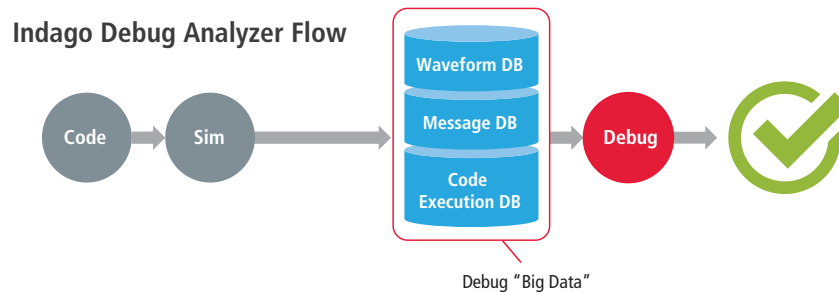 Indago Debug Analyzer Flow
Code
Sim
Waveform DB
Message DB
Code
Execution DB
Debug
Debug “Big Data”